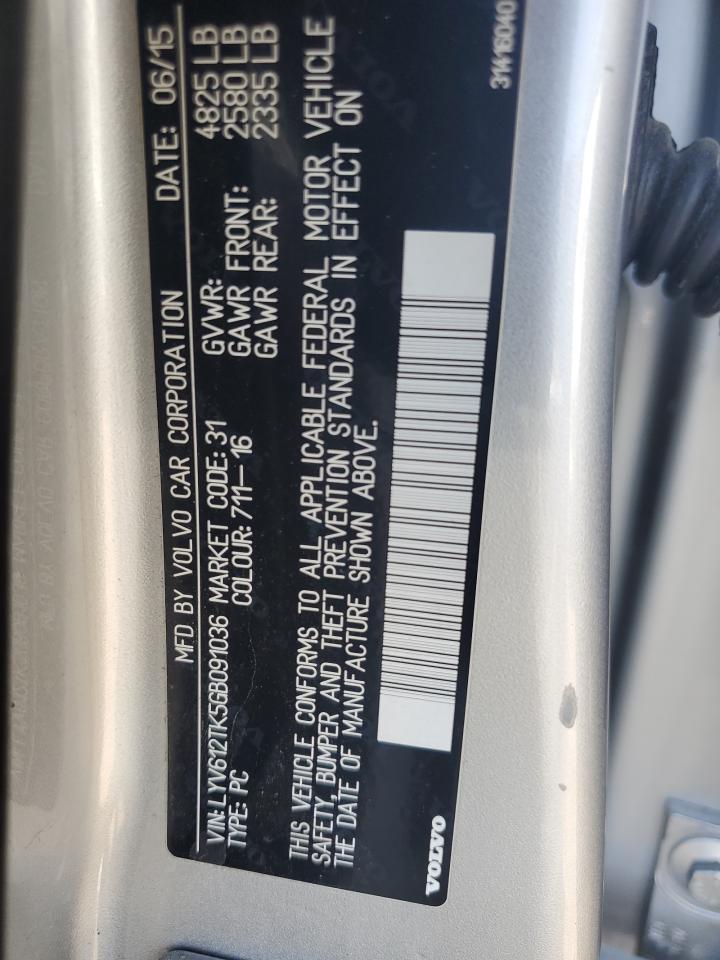 MFD BY VOLVO CAR CORPORATION DATE: 06/15
VIN: LYV612TK5GB091036 MARKET CODE: 31 GVWR: 4825 LB
TYPE: PC COLOUR: 711-16 GAWR FRONT: 2580 LB
GAWR REAR: 2335 LB
THIS VEHICLE CONFORMS TO ALL APPLICABLE FEDERAL MOTOR VEHICLE
SAFETY, BUMPER AND THEFT PREVENTION STANDARDS IN EFFECT ON
THE DATE OF MANUFACTURE SHOWN ABOVE.
VOLVO
31416040